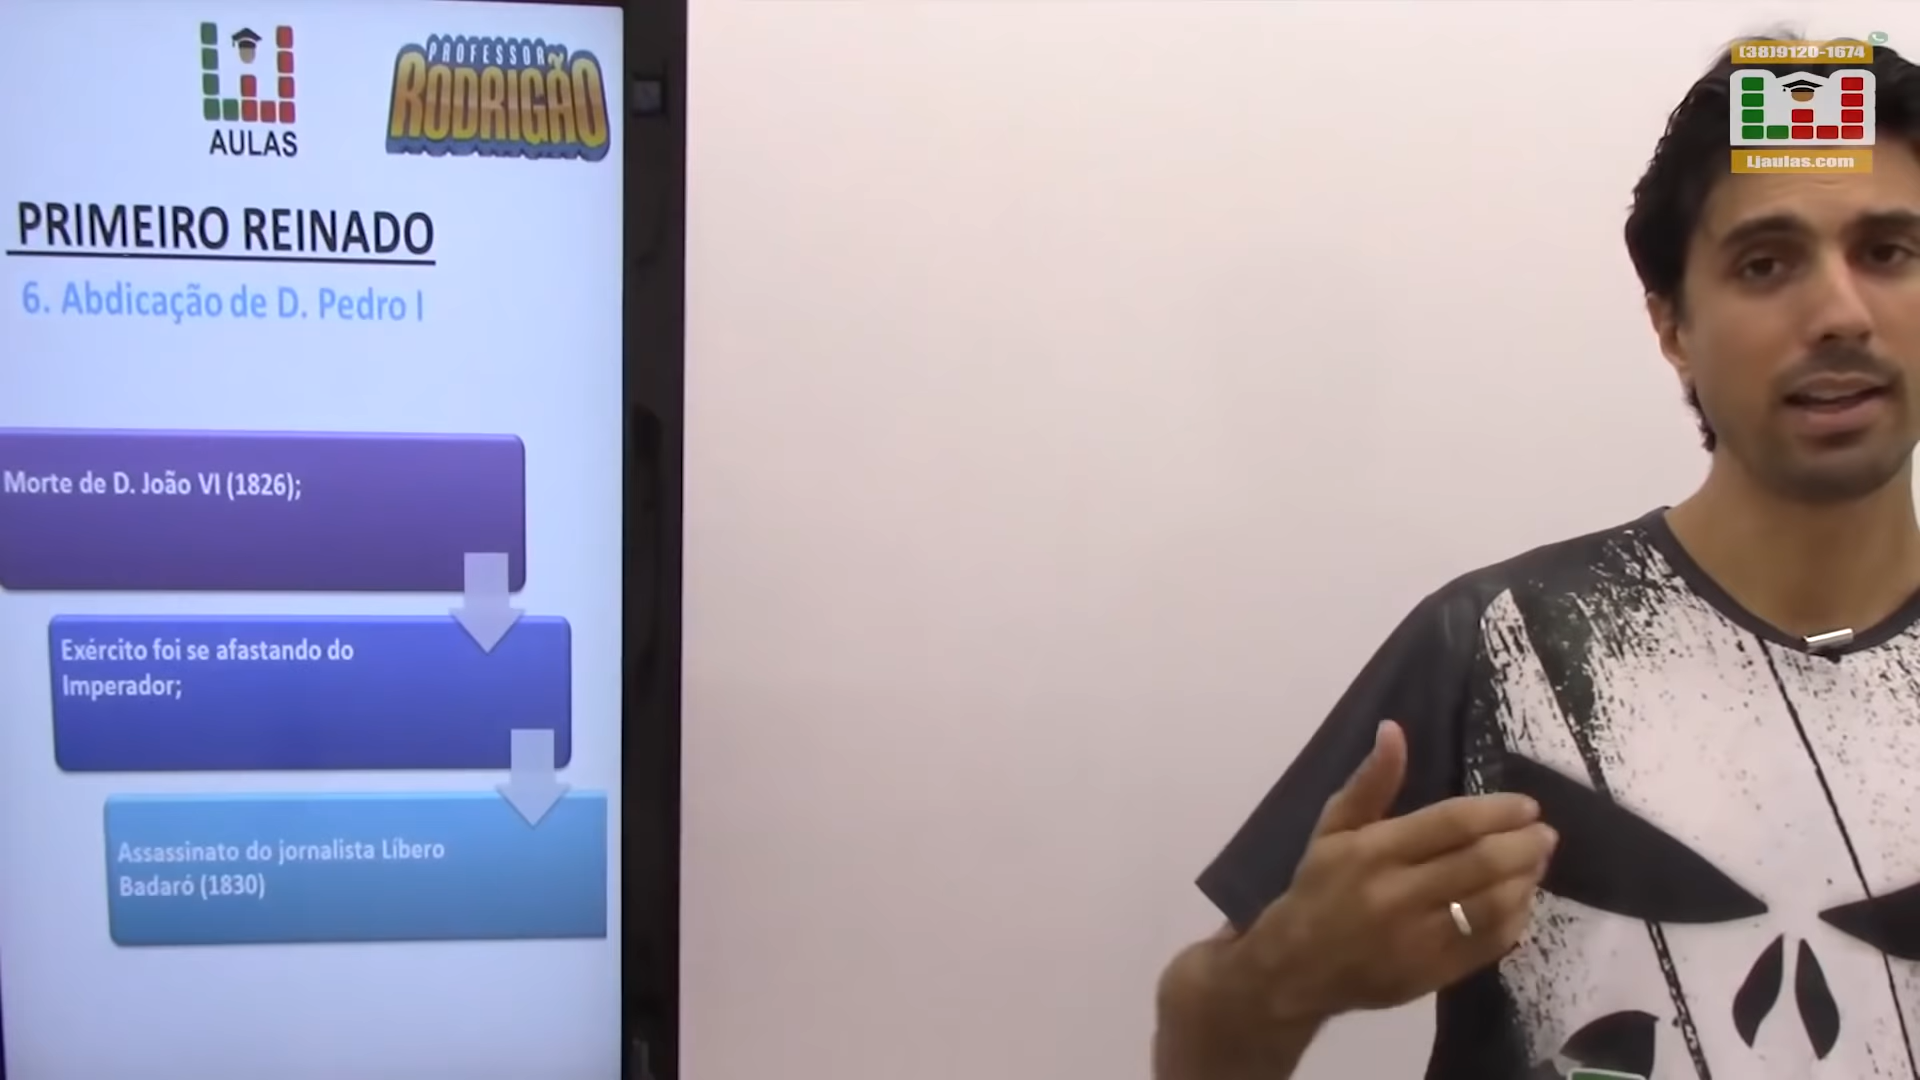 AULAS
PROFESSOR
RODRIGÃO
PRIMEIRO REINADO
6. Abdicação de D. Pedro I
Morte de D. João VI (1826);
Exército foi se afastando do
Imperador;
Assassinato do jornalista Líbero
Badaró (1830)
(38)9120-1674
Ljaulas.com